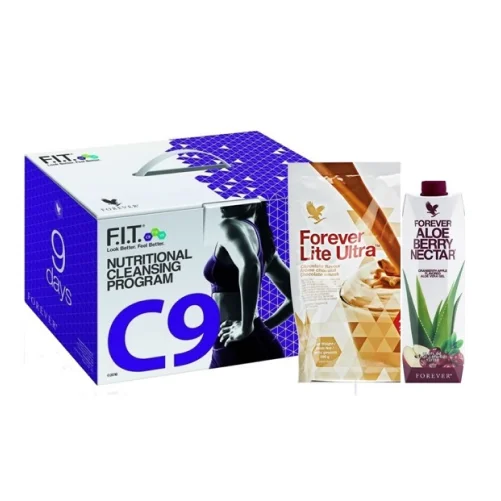 9
days
FOREVER
F.I.T.
Look Better. Feel Better.
NUTRITIONAL
CLEANSING
PROGRAM
C9
Forever
Lite Ultra
FOREVER
ALOE
BERRY
NECTAR
FOREVER